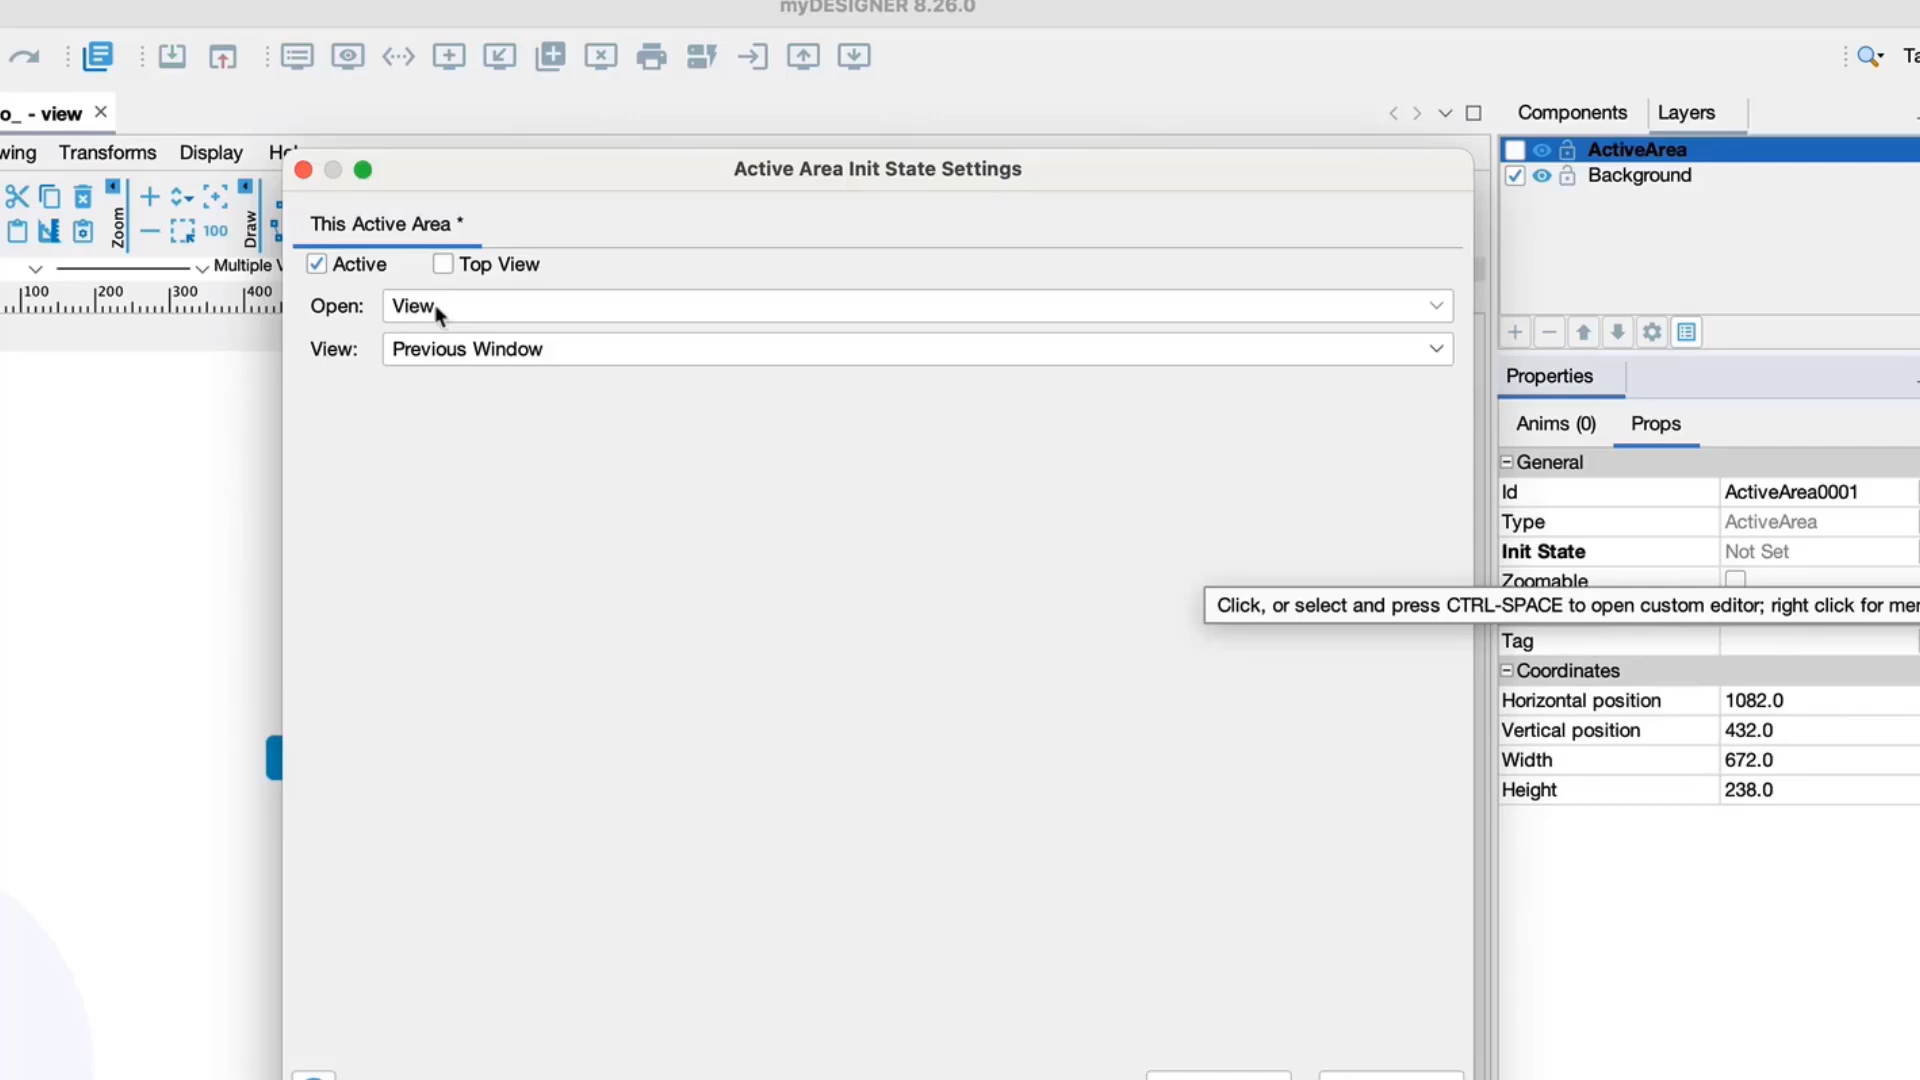 myDESIGNER 8.26.0
o_ - view
Components
Layers
wing
Transforms
Display
Active Area Init State Settings
ActiveArea
Background
Zoom
Draw
100
Multiple
100
200
300
400
This Active Area *
Active
Top View
Open:
View
View:
Previous Window
Properties
Anims (0)
Props
General
Id
ActiveArea0001
Type
ActiveArea
Init State
Not Set
Zoomable
Click, or select and press CTRL-SPACE to open custom editor; right click for
Tag
Coordinates
Horizontal position
1082.0
Vertical position
432.0
Width
672.0
Height
238.0